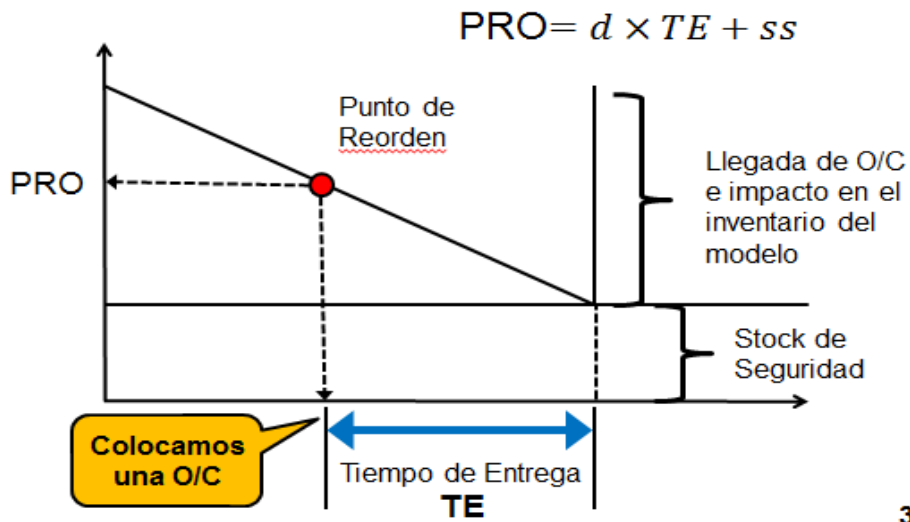 PRO= d × TE + ss
Punto de
Reorden
PRO
Llegada de O/C
e impacto en el
inventario del
modelo
Stock de
Seguridad
Colocamos
una O/C
Tiempo de Entrega
TE
3